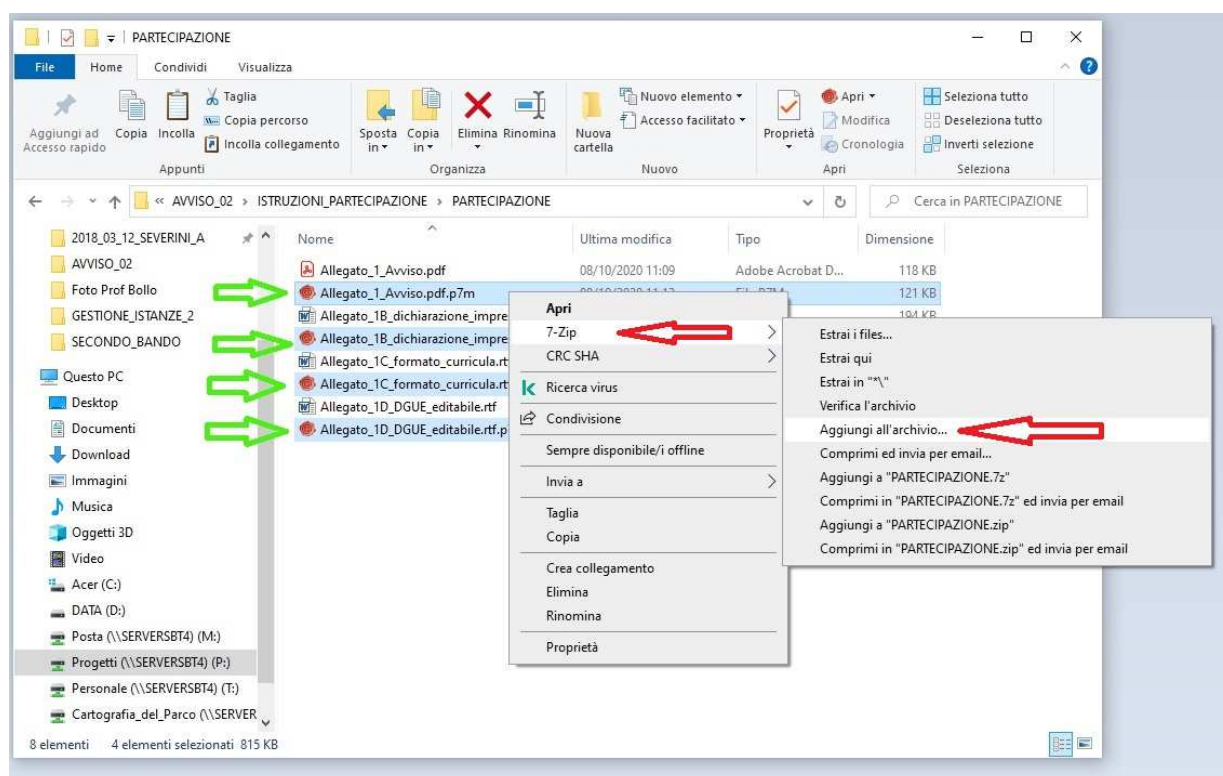 PARTECIPAZIONE
File Home Condividi Visualizza
Aggiungi ad Accesso rapido
Copia
Incolla
Taglia
Copia percorso
Incolla collegamento
Appunti
Sposta in
Copia in
Elimina
Rinomina
Organizza
Nuova cartella
Nuovo elemento
Accesso facilitato
Nuovo
Proprietà
Apri
Modifica
Cronologia
Apri
Seleziona tutto
Deseleziona tutto
Inverti selezione
Seleziona
« AVVISO_02 > ISTRUZIONI_PARTECIPAZIONE > PARTECIPAZIONE
Cerca in PARTECIPAZIONE
2018_03_12_SEVERINI_A
AVVISO_02
Foto Prof Bollo
GESTIONE_ISTANZE_2
SECONDO_BANDO
Questo PC
Desktop
Documenti
Download
Immagini
Musica
Oggetti 3D
Video
Acer (C:)
DATA (D:)
Posta (\\SERVERSBT4) (M:)
Progetti (\\SERVERSBT4) (P:)
Personale (\\SERVERSBT4) (T:)
Cartografia_del_Parco (\\SERVER
Nome Ultima modifica Tipo Dimensione
Allegato_1_Avviso.pdf 08/10/2020 11:09 Adobe Acrobat D... 118 KB
Allegato_1_Avviso.pdf.p7m 121 KB
Allegato_1B_dichiarazione_impre 194 KB
Allegato_1B_dichiarazione_impre
Allegato_1C_formato_curricula.rt
Allegato_1C_formato_curricula.rt
Allegato_1D_DGUE_editabile.rtf
Allegato_1D_DGUE_editabile.rtf.p
Apri
7-Zip
CRC SHA
Ricerca virus
Condivisione
Sempre disponibile/i offline
Invia a
Taglia
Copia
Crea collegamento
Elimina
Rinomina
Proprietà
Estrai i files...
Estrai qui
Estrai in "*\"
Verifica l'archivio
Aggiungi all'archivio...
Comprimi ed invia per email...
Aggiungi a "PARTECIPAZIONE.7z"
Comprimi in "PARTECIPAZIONE.7z" ed invia per email
Aggiungi a "PARTECIPAZIONE.zip"
Comprimi in "PARTECIPAZIONE.zip" ed invia per email
8 elementi 4 elementi selezionati 815 KB